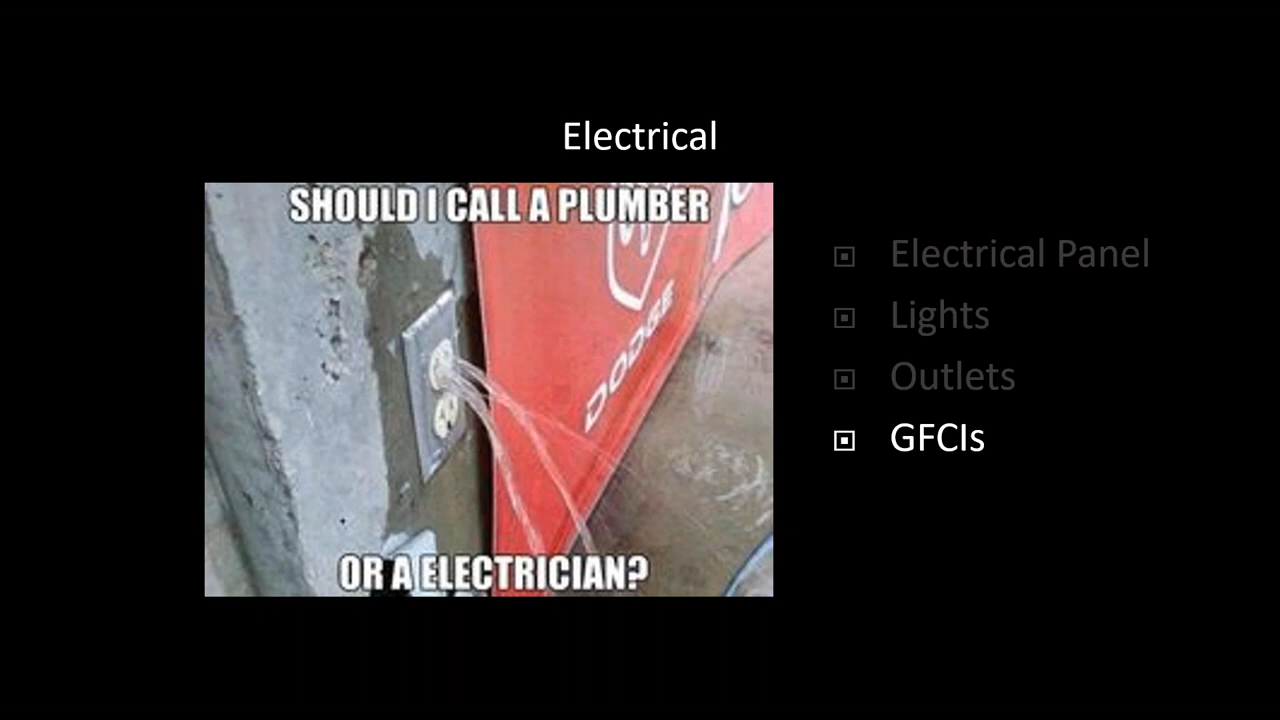 Electrical
SHOULD I CALL A PLUMBER
DODGE
OR A ELECTRICIAN?
Electrical Panel
Lights
Outlets
GFCIs